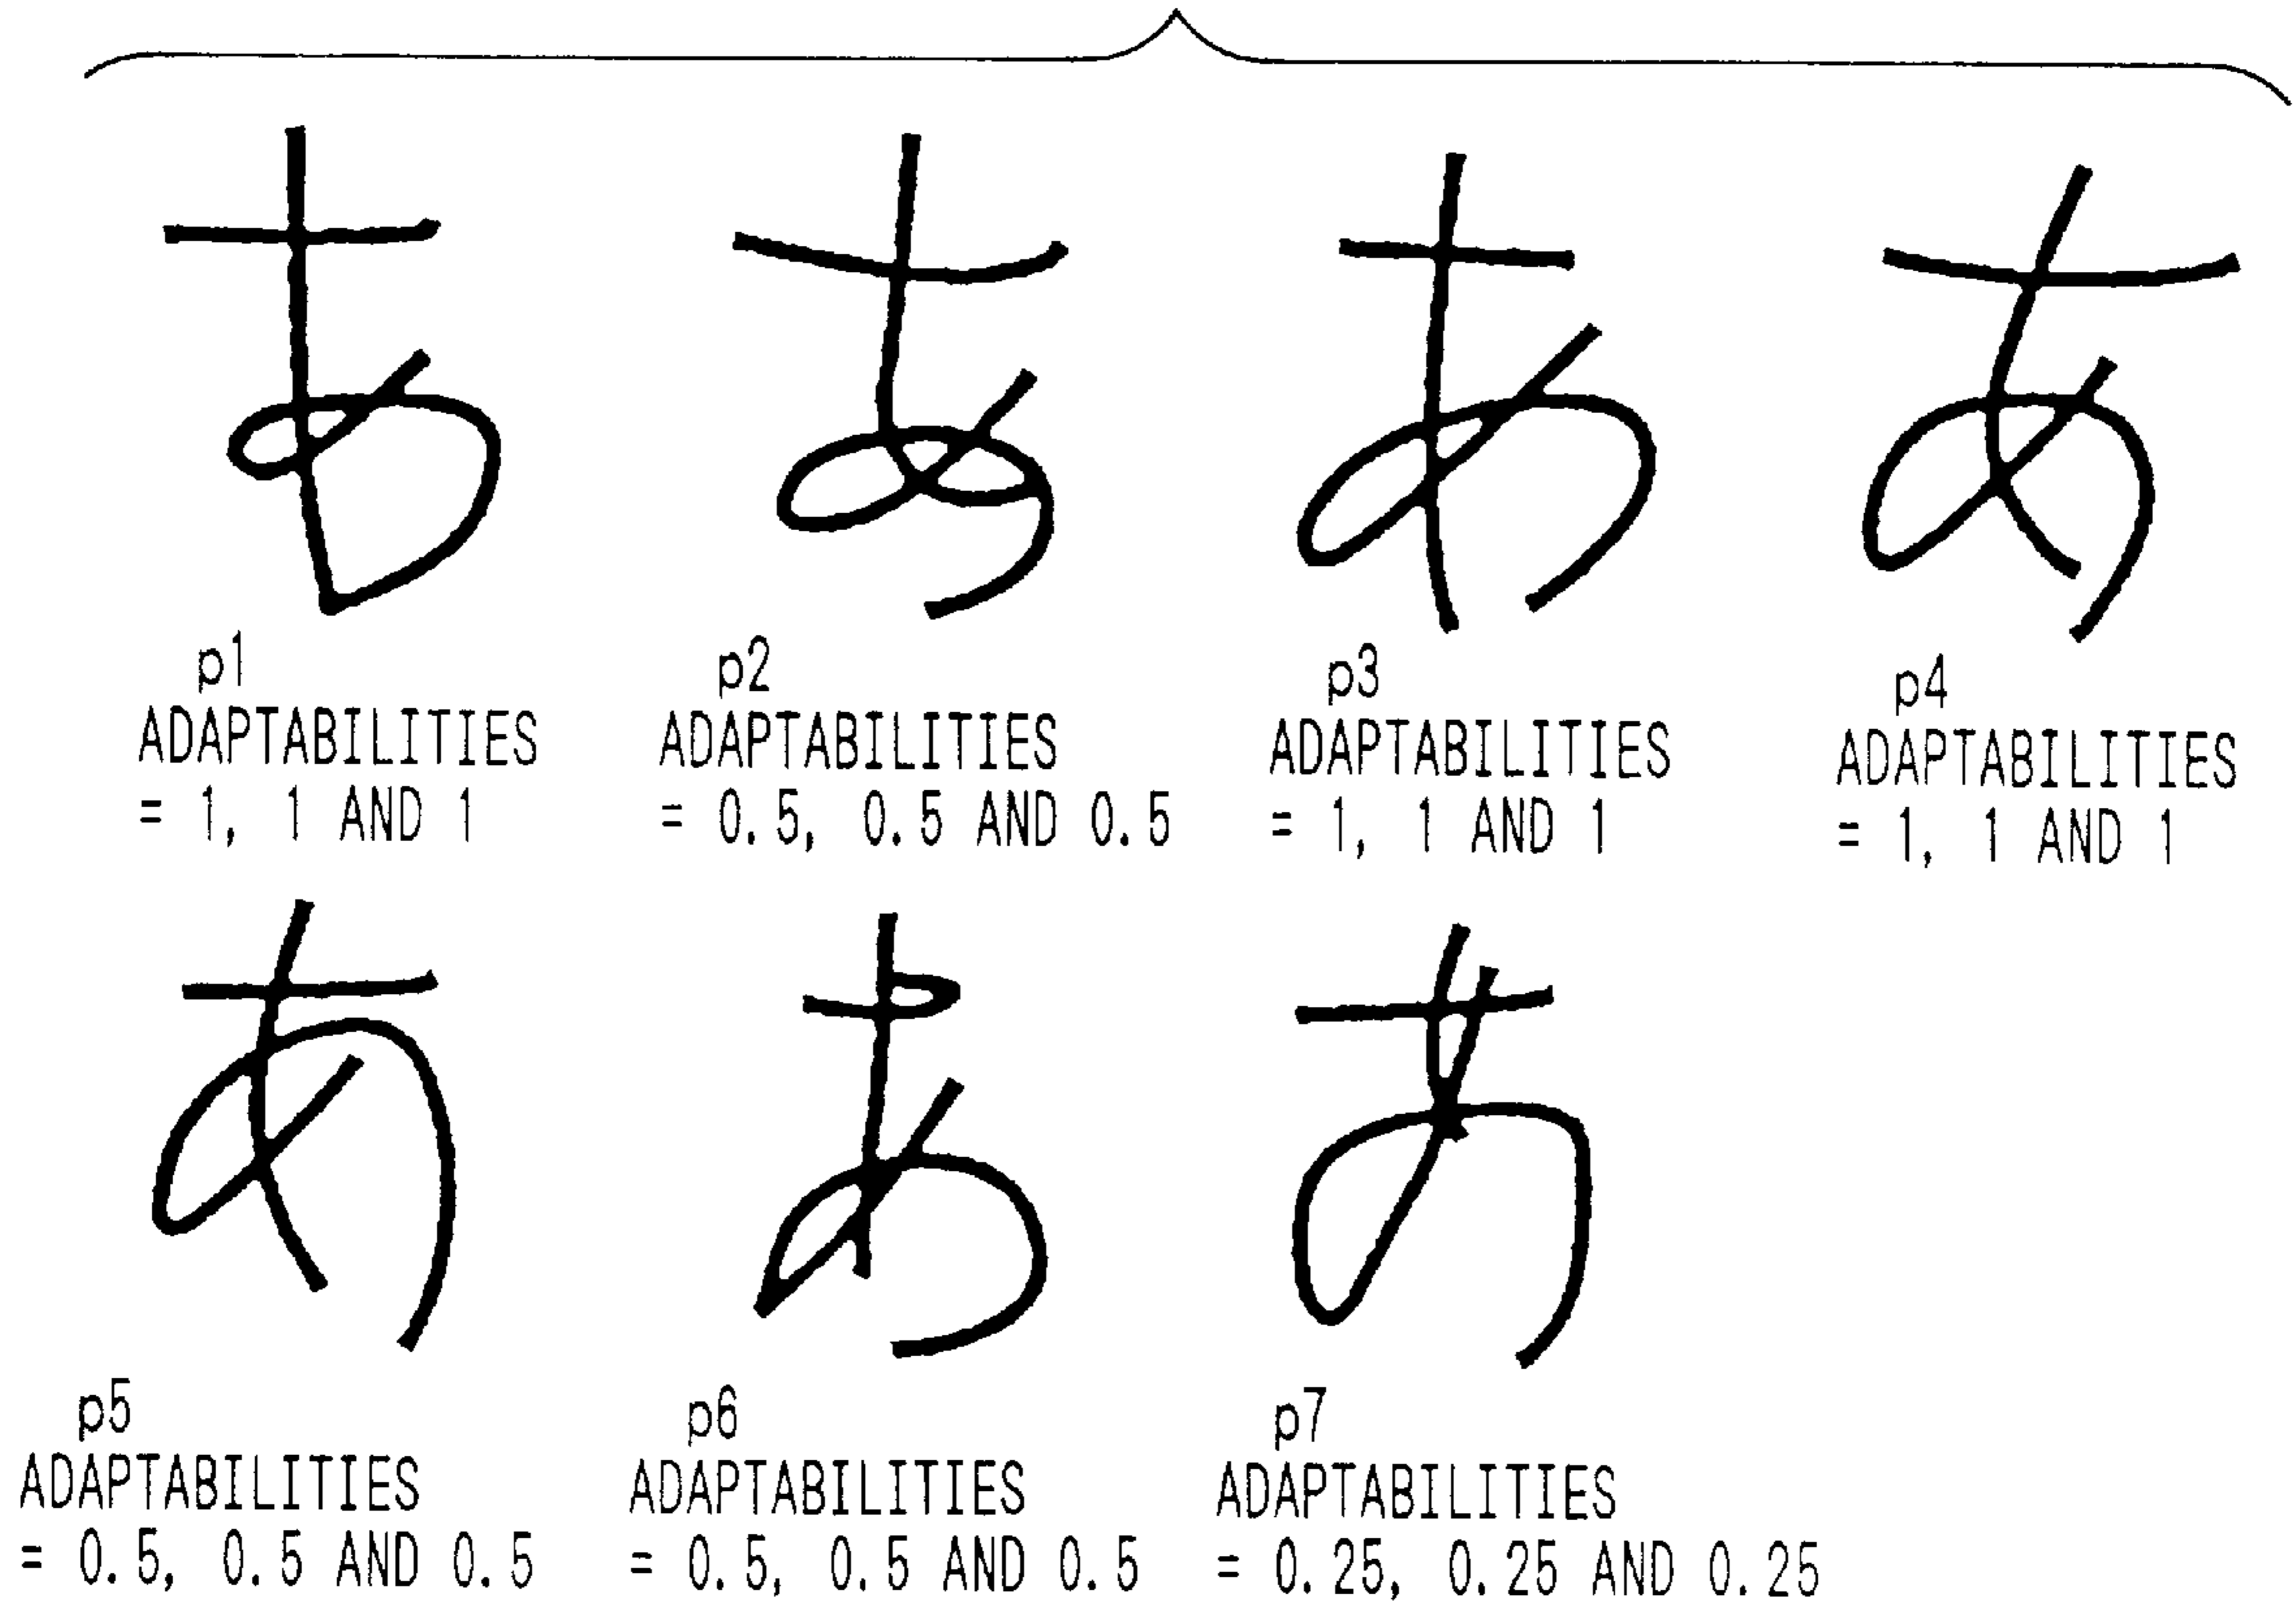 あ あ あ あ
p1 p2 p3 p4
ADAPTABILITIES ADAPTABILITIES ADAPTABILITIES ADAPTABILITIES
= 1, 1 AND 1 = 0.5, 0.5 AND 0.5 = 1, 1 AND 1 = 1, 1 AND 1
あ あ あ
p5 p6 p7
ADAPTABILITIES ADAPTABILITIES ADAPTABILITIES
= 0.5, 0.5 AND 0.5 = 0.5, 0.5 AND 0.5 = 0.25, 0.25 AND 0.25